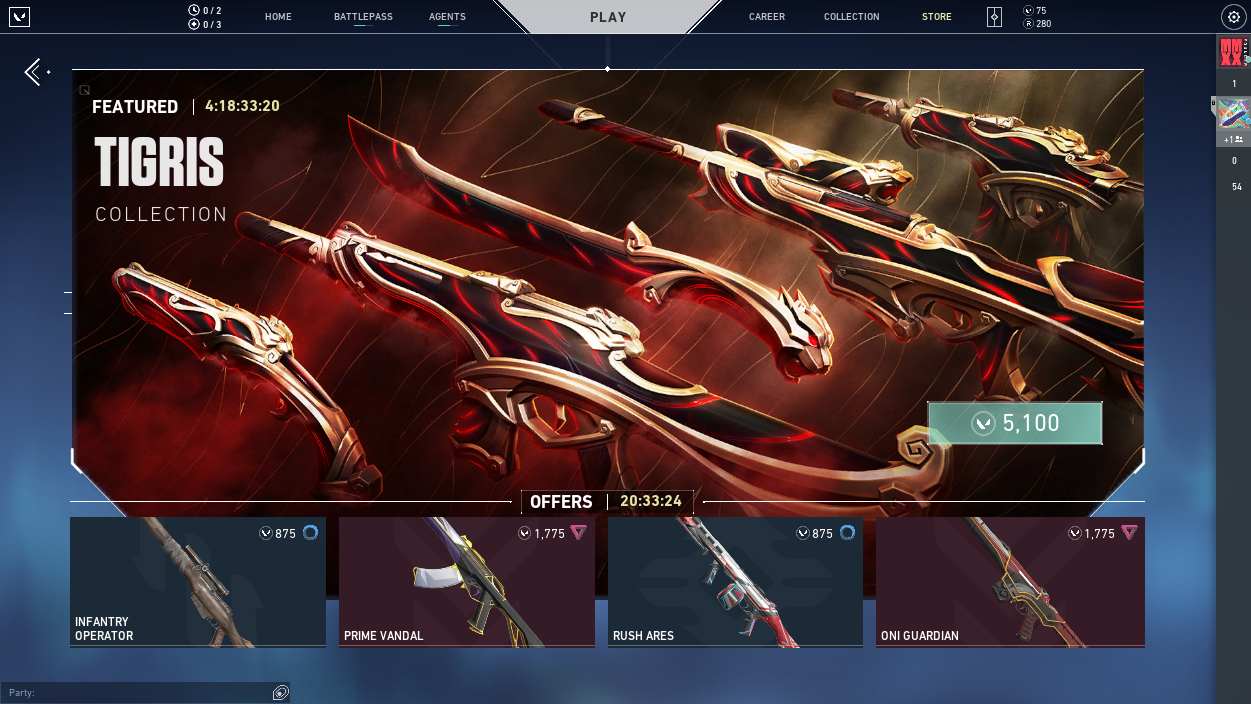 0 / 2
0 / 3
HOME
BATTLEPASS
AGENTS
PLAY
CAREER
COLLECTION
STORE
75
280
FEATURED
4:18:33:20
TIGRIS
COLLECTION
5,100
OFFERS
20:33:24
875
INFANTRY
OPERATOR
1,775
PRIME VANDAL
875
RUSH ARES
1,775
ONI GUARDIAN
1
+1
0
54
Party: